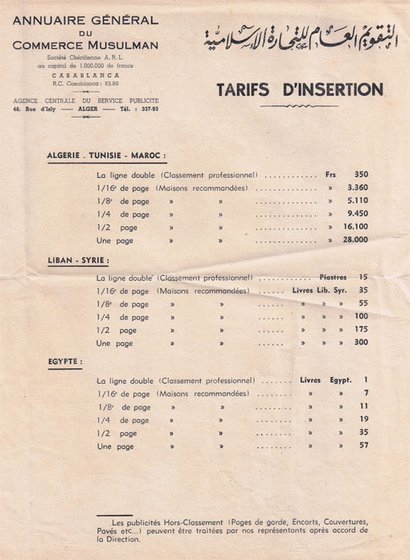 ANNUAIRE GÉNÉRAL
DU
COMMERCE MUSULMAN
Société Chérifienne A. R. L.
au capital de 1.000.000 de francs
CASABLANCA
R.C. Casablanca : 83.89
AGENCE CENTRALE DU SERVICE PUBLICITE
46, Rue d'Isly — ALGER — Tél. : 337-93
التقويم العام للتجارة الاسلامية
TARIFS D'INSERTION
ALGERIE . TUNISIE - MAROC :
La ligne double (Classement professionnel) ............ Frs 350
1/16e de page (Maisons recommandées) ............ » 3.360
1/8e de page » » ............ » 5.110
1/4 de page » » ............ » 9.450
1/2 page » » ............ » 16.100
Une page » » ............ » 28.000
LIBAN - SYRIE :
La ligne double (Classement professionnel) ............ Piastres 15
1/16e de page (Maisons recommandées) ....... Livres Lib. Syr. 35
1/8e de page » » ....... » » » 55
1/4 de page » » ....... » » » 100
1/2 page » » ....... » » » 175
Une page » » ....... » » » 300
EGYPTE :
La ligne double (Classement professionnel) ....... Livres Egypt. 1
1/16e de page (Maisons recommandées) ....... » » 7
1/8e de page » » ....... » » 11
1/4 de page » » ....... » » 19
1/2 page » » ....... » » 35
Une page » » ....... » » 57
Les publicités Hors-Classement (Pages de garde, Encarts, Couvertures,
Pavés etc...) peuvent être traitées par nos représentants après accord de
la Direction.